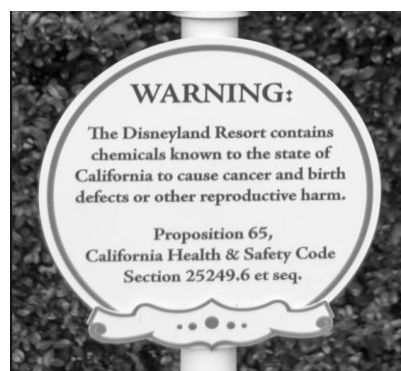 WARNING:
The Disneyland Resort contains
chemicals known to the state of
California to cause cancer and birth
defects or other reproductive harm.
Proposition 65,
California Health & Safety Code
Section 25249.6 et seq.